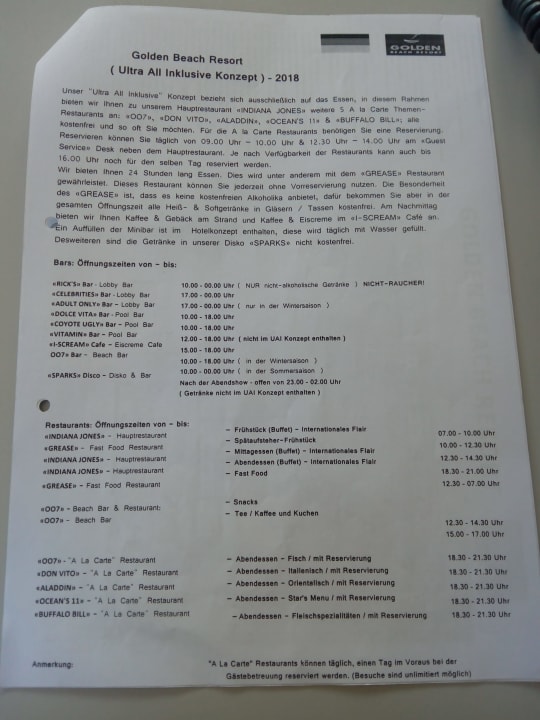 GOLDEN
BEACH RESORT
Golden Beach Resort
( Ultra All Inklusive Konzept ) - 2018
Unser "Ultra All Inklusive" Konzept bezieht sich ausschließlich auf das Essen, in diesem Rahmen
bieten wir Ihnen zu unserem Hauptrestaurant «INDIANA JONES» weitere 5 A la Carte Themen-
Restaurants an: «OO7», «DON VITO», «ALADDIN», «OCEAN'S 11» & «BUFFALO BILL»; alle
kostenfrei und so oft Sie möchten. Für die A la Carte Restaurants benötigen Sie eine Reservierung.
Reservieren können Sie täglich von 09.00 Uhr – 10.00 Uhr & 12.30 Uhr – 14.00 Uhr am «Guest
Service» Desk neben dem Hauptrestaurant. Je nach Verfügbarkeit der Restaurants kann auch bis
16.00 Uhr noch für den selben Tag reserviert werden.
Wir bieten Ihnen 24 Stunden lang Essen. Dies wird unter anderem mit dem «GREASE» Restaurant
gewährleistet. Dieses Restaurant können Sie jederzeit ohne Vorreservierung nutzen. Die Besonderheit
des «GREASE» ist, dass es keine kostenfreien Alkoholika anbietet, dafür bekommen Sie aber in der
gesamten Öffnungszeit alle Heiß- & Softgetränke in Gläsern / Tassen kostenfrei. Am Nachmittag
bieten wir Ihnen Kaffee & Gebäck am Strand und Kaffee & Eiscreme im «I-SCREAM» Café an.
Ein Auffüllen der Minibar ist im Hotelkonzept enthalten, diese wird täglich mit Wasser gefüllt.
Desweiteren sind die Getränke in unserer Disko «SPARKS» nicht kostenfrei.
Bars: Öffnungszeiten von – bis:
«RICK'S» Bar - Lobby Bar 10.00 - 00.00 Uhr ( NUR nicht-alkoholische Getränke ) NICHT-RAUCHER!
«CELEBRITIES» Bar - Lobby Bar 17.00 - 00.00 Uhr
«ADULT ONLY» Bar – Lobby Bar 17.00 - 00.00 Uhr ( nur in der Wintersaison )
«DOLCE VITA» Bar - Pool Bar 10.00 - 18.00 Uhr
«COYOTE UGLY» Bar – Pool Bar 10.00 - 18.00 Uhr
«VITAMIN» Bar – Pool Bar 12.00 - 18.00 Uhr ( nicht im UAI Konzept enthalten )
«I-SCREAM» Cafe - Eiscreme Cafe 15.00 - 18.00 Uhr
OO7» Bar - Beach Bar 10.00 -18.00 Uhr ( in der Wintersaison )
10.00 - 00.00 Uhr ( in der Sommersaison )
«SPARKS» Disco – Disko & Bar Nach der Abendshow - offen von 23.00 - 02.00 Uhr
( Getränke nicht im UAI Konzept enthalten )
Restaurants: Öffnungszeiten von – bis:
«INDIANA JONES» - Hauptrestaurant – Frühstück (Buffet) – Internationales Flair 07.00 - 10.00 Uhr
«GREASE» - Fast Food Restaurant – Spätaufsteher-Frühstück 10.00 - 12.30 Uhr
«INDIANA JONES» – Hauptrestaurant – Mittagessen (Buffet) – Internationales Flair 12.30 - 14.30 Uhr
«INDIANA JONES» – Hauptrestaurant – Abendessen (Buffet) – Internationales Flair 18.30 - 21.00 Uhr
«GREASE» - Fast Food Restaurant – Fast Food 12.30 - 07.00 Uhr
«OO7» - Beach Bar & Restaurant: – Snacks 12.30 - 14.30 Uhr
«OO7» - Beach Bar – Tee / Kaffee und Kuchen 15.00 - 17.00 Uhr
«OO7» - "A La Carte" Restaurant – Abendessen – Fisch / mit Reservierung 18.30 - 21.30 Uhr
«DON VITO» – "A La Carte" Restaurant – Abendessen – Italienisch / mit Reservierung 18.30 - 21.30 Uhr
«ALADDIN» – "A La Carte" Restaurant – Abendessen – Orientalisch / mit Reservierung 18.30 - 21.30 Uhr
«OCEAN'S 11» – "A La Carte" Restaurant – Abendessen – Star's Menu / mit Reservierung 18.30 - 21.30 Uhr
«BUFFALO BILL» – "A La Carte" Restaurant – Abendessen – Fleischspezialitäten / mit Reservierung 18.30 - 21.30 Uhr
Anmerkung: "A La Carte" Restaurants können täglich, einen Tag im Voraus bei der
Gästebetreuung reserviert werden. (Besuche sind unlimitiert möglich)